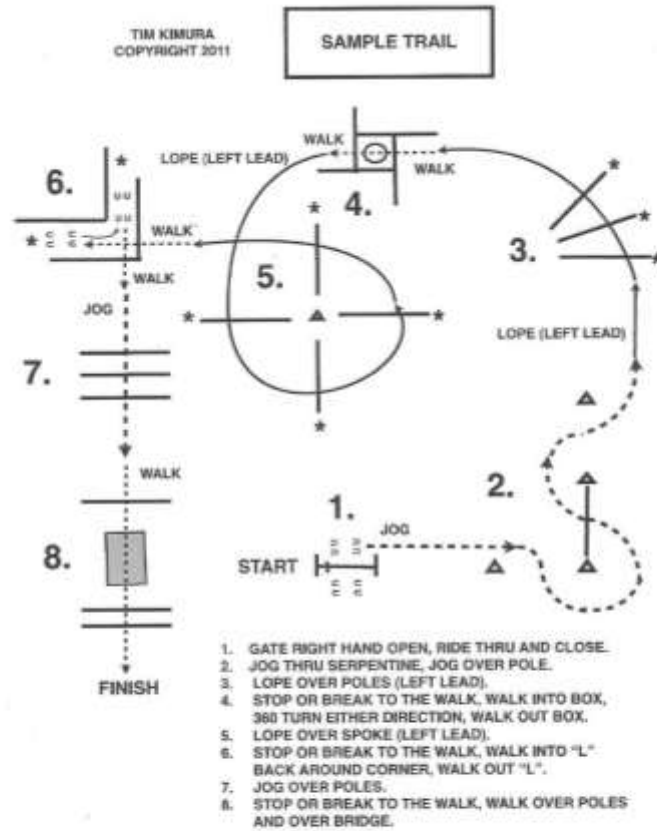 TIM KIMURA
COPYRIGHT 2011
SAMPLE TRAIL
WALK
LOPE (LEFT LEAD)
WALK
6.
4.
WALK
3.
5.
WALK
JOG
LOPE (LEFT LEAD)
7.
WALK
2.
1.
JOG
8.
START
FINISH
1. GATE RIGHT HAND OPEN, RIDE THRU AND CLOSE.
2. JOG THRU SERPENTINE, JOG OVER POLE.
3. LOPE OVER POLES (LEFT LEAD).
4. STOP OR BREAK TO THE WALK, WALK INTO BOX,
360 TURN EITHER DIRECTION, WALK OUT BOX.
5. LOPE OVER SPOKE (LEFT LEAD).
6. STOP OR BREAK TO THE WALK, WALK INTO "L"
BACK AROUND CORNER, WALK OUT "L".
7. JOG OVER POLES.
8. STOP OR BREAK TO THE WALK, WALK OVER POLES
AND OVER BRIDGE.